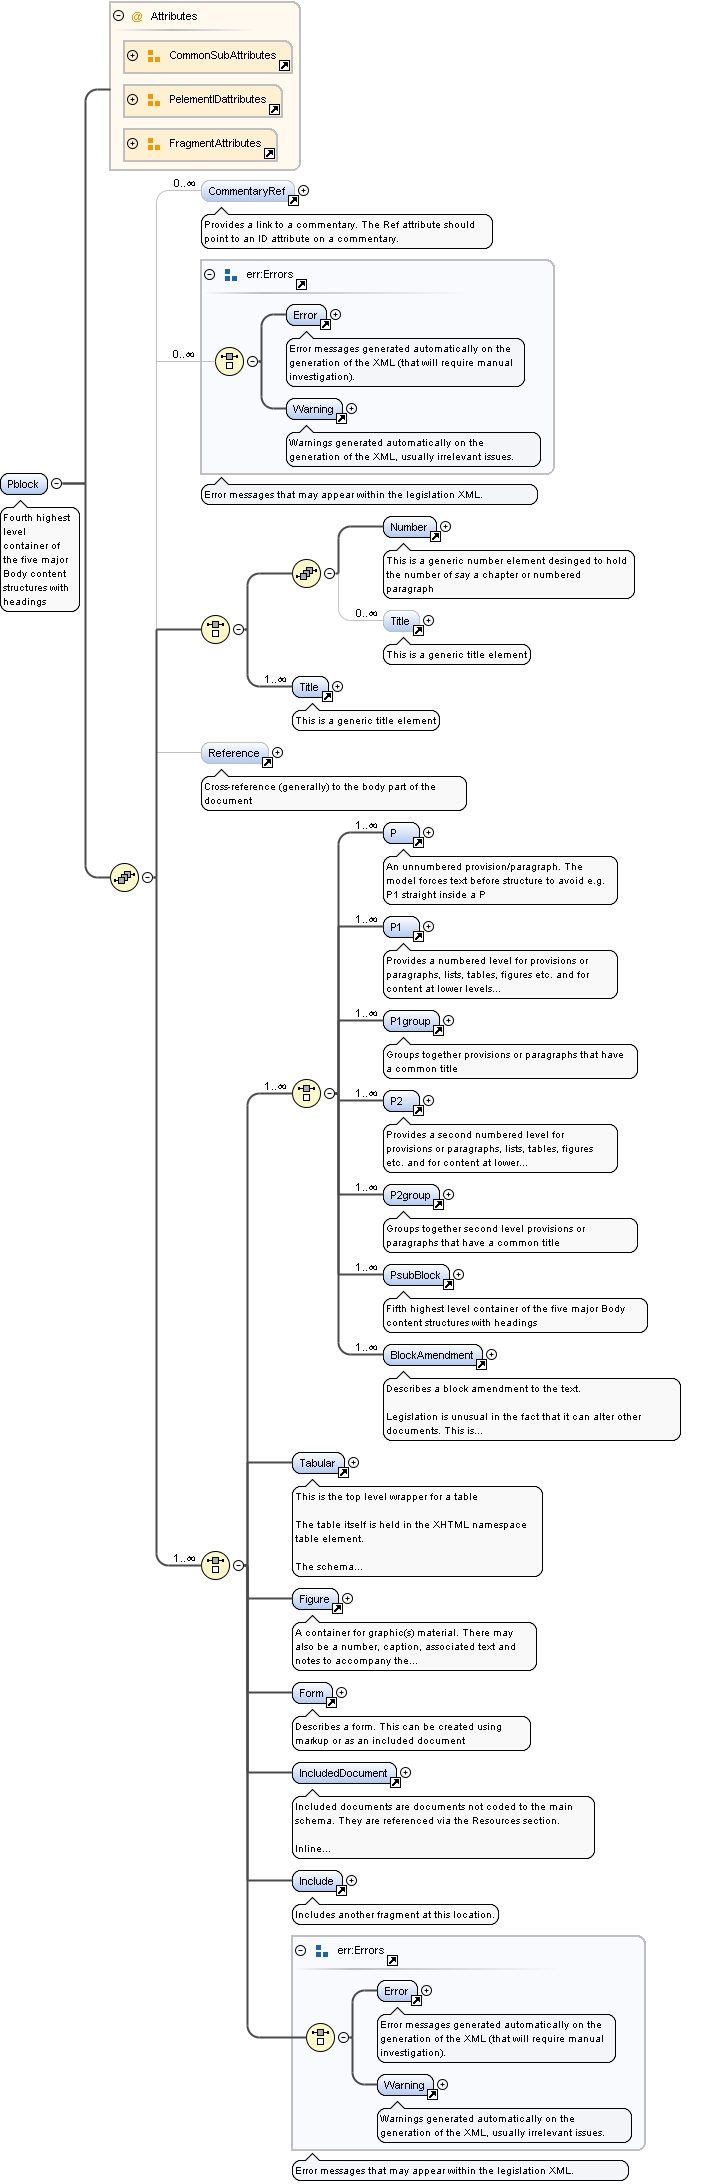 Attributes
CommonSubAttributes
PelementIDattributes
FragmentAttributes
0..∞
CommentaryRef
Provides a link to a commentary. The Ref attribute should
point to an ID attribute on a commentary.
err:Errors
Error
Error messages generated automatically on the
generation of the XML (that will require manual
investigation).
0..∞
Warning
Warnings generated automatically on the
generation of the XML, usually irrelevant issues.
Error messages that may appear within the legislation XML.
Pblock
Fourth highest
level
container of
the five major
Body content
structures with
headings
Number
This is a generic number element desinged to hold
the number of say a chapter or numbered
paragraph
0..∞
Title
This is a generic title element
1..∞
Title
This is a generic title element
Reference
Cross-reference (generally) to the body part of the
document
1..∞
P
An unnumbered provision/paragraph. The
model forces text before structure to avoid e.g.
P1 straight inside a P
1..∞
P1
Provides a numbered level for provisions or
paragraphs, lists, tables, figures etc. and for
content at lower levels...
1..∞
P1group
Groups together provisions or paragraphs that have
a common title
1..∞
1..∞
P2
Provides a second numbered level for
provisions or paragraphs, lists, tables, figures
etc. and for content at lower...
1..∞
P2group
Groups together second level provisions or
paragraphs that have a common title
1..∞
PsubBlock
Fifth highest level container of the five major Body
content structures with headings
1..∞
BlockAmendment
Describes a block amendment to the text.
Legislation is unusual in the fact that it can alter other
documents. This is...
Tabular
This is the top level wrapper for a table
The table itself is held in the XHTML namespace
table element.
The schema...
1..∞
Figure
A container for graphic(s) material. There may
also be a number, caption, associated text and
notes to accompany the...
Form
Describes a form. This can be created using
markup or as an included document
IncludedDocument
Included documents are documents not coded to the main
schema. They are referenced via the Resources section.
Inline...
Include
Includes another fragment at this location.
err:Errors
Error
Error messages generated automatically on the
generation of the XML (that will require manual
investigation).
Warning
Warnings generated automatically on the
generation of the XML, usually irrelevant issues.
Error messages that may appear within the legislation XML.